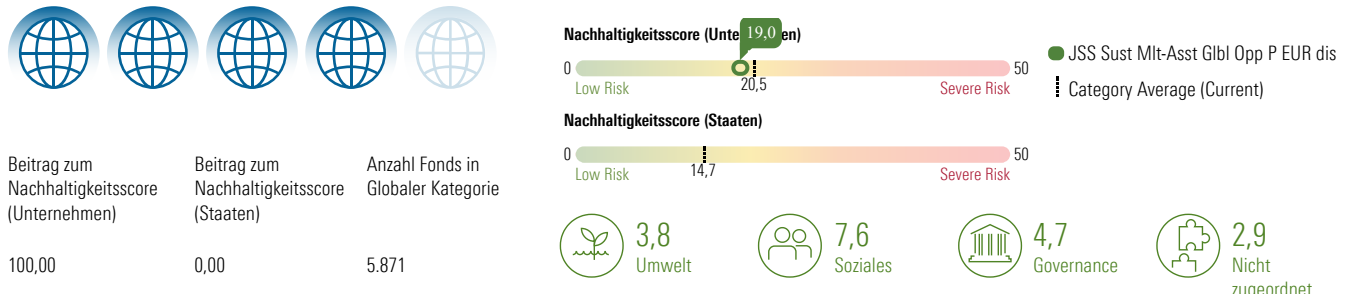 Beitrag zum
Nachhaltigkeitsscore
(Unternehmen)
100,00
Beitrag zum
Nachhaltigkeitsscore
(Staaten)
0,00
Anzahl Fonds in
Globaler Kategorie
5.871
Nachhaltigkeitsscore (Unte en)
19,0
0
50
Low Risk
20,5
Severe Risk
Nachhaltigkeitsscore (Staaten)
0
50
Low Risk
14,7
Severe Risk
JSS Sust Mlt-Asst Glbl Opp P EUR dis
Category Average (Current)
3,8
Umwelt
7,6
Soziales
4,7
Governance
2,9
Nicht
zugeordnet